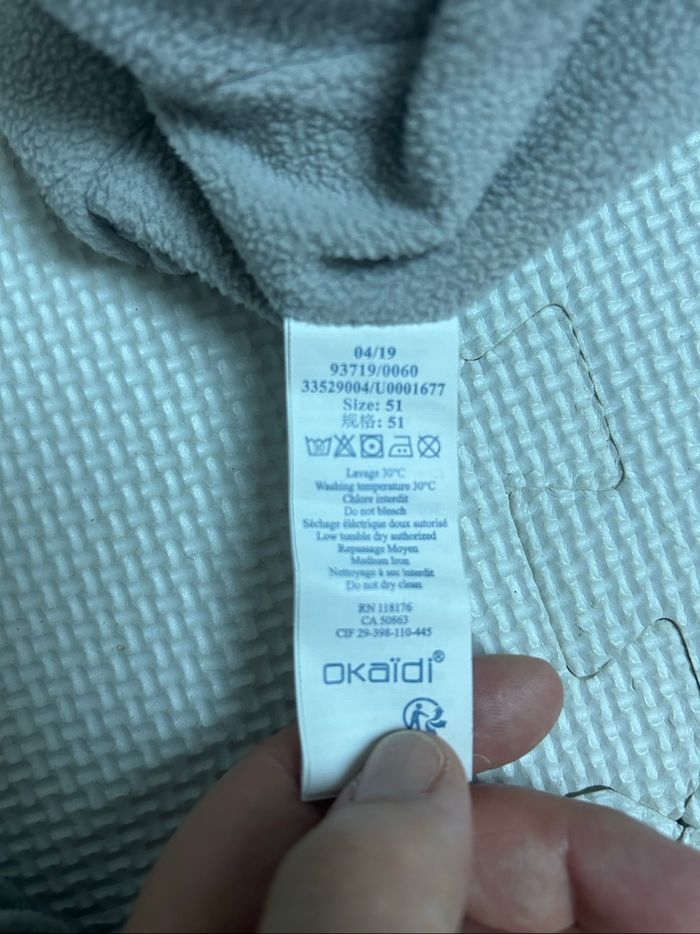 04/19
93719/0060
33529004/U0001677
Size: 51
规格: 51
Lavage 30°C
Washing temperature 30°C
Chlore interdit
Do not bleach
Séchage éléctrique doux autorisé
Low tumble dry authorized
Repassage Moyen
Medium Iron
Nettoyage à sec interdit
Do not dry clean
RN 118176
CA 50863
CIF 29-398-110-445
OKaïdi®